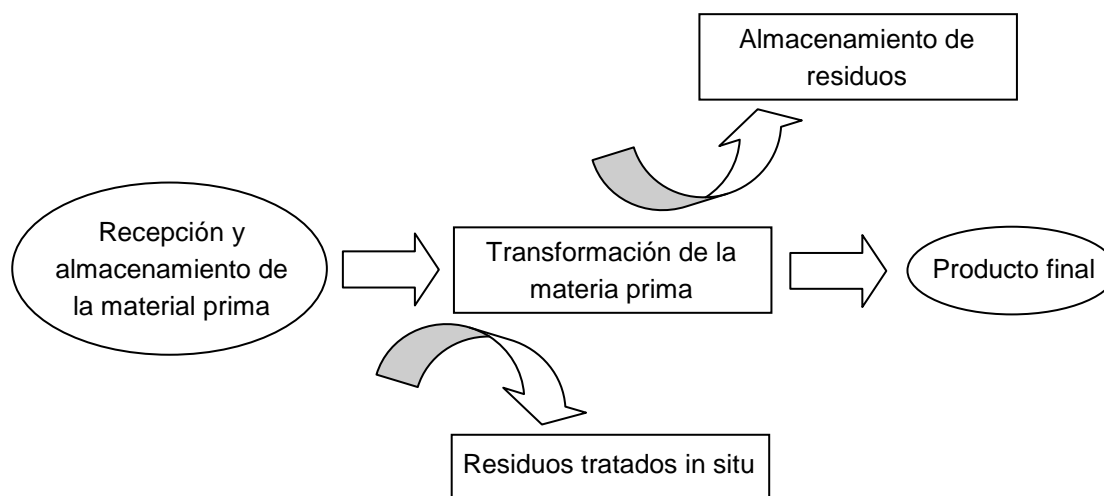 Almacenamiento de
residuos
Recepción y
almacenamiento de
la material prima
Transformación de la
materia prima
Producto final
Residuos tratados in situ